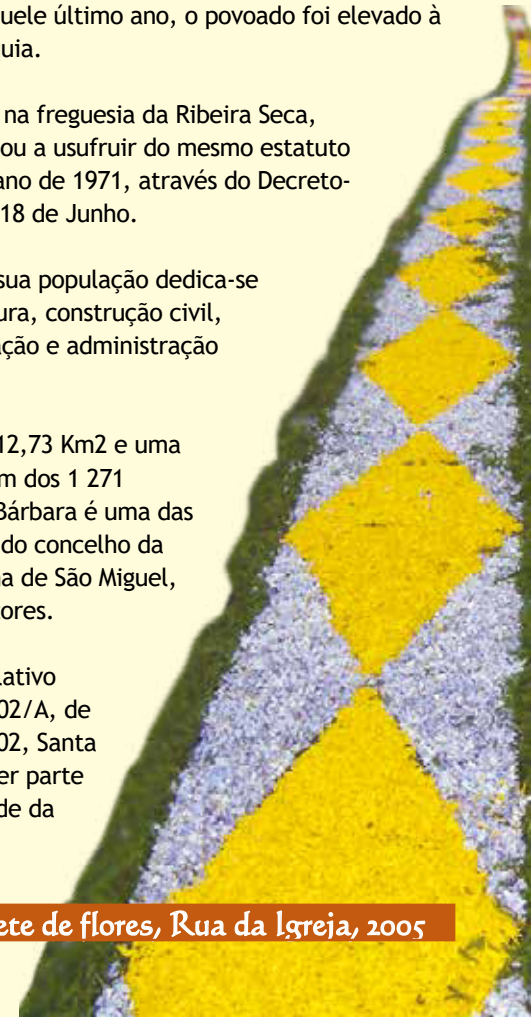 uele último ano, o povoado foi elevado à
uia.
na freguesia da Ribeira Seca,
ou a usufruir do mesmo estatuto
ano de 1971, através do Decreto-
18 de Junho.
sua população dedica-se
ura, construção civil,
ação e administração
12,73 Km2 e uma
m dos 1 271
Bárbara é uma das
do concelho da
a de São Miguel,
ores.
lativo
02/A, de
02, Santa
er parte
de da
ete de flores, Rua da Igreja, 2005